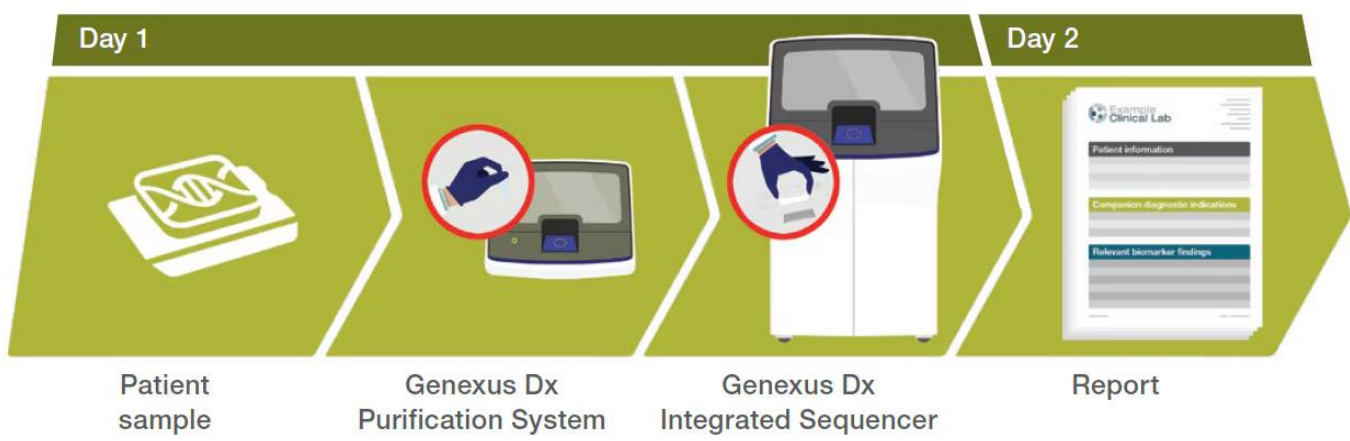 Day 1
Day 2
Example
Clinical Lab
Patient information
Companion diagnostic indications
Relevant biomarker findings
Patient
sample
Genexus Dx
Purification System
Genexus Dx
Integrated Sequencer
Report